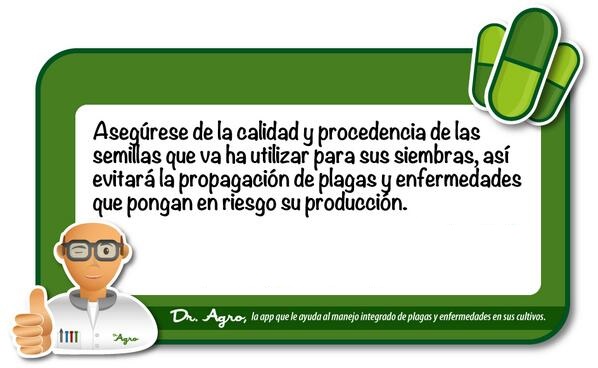 Asegúrese de la calidad y procedencia de las
semillas que va ha utilizar para sus siembras, así
evitará la propagación de plagas y enfermedades
que pongan en riesgo su producción.
Dr. Agro
Dr. Agro, la app que le ayuda al manejo integrado de plagas y enfermedades en sus cultivos.